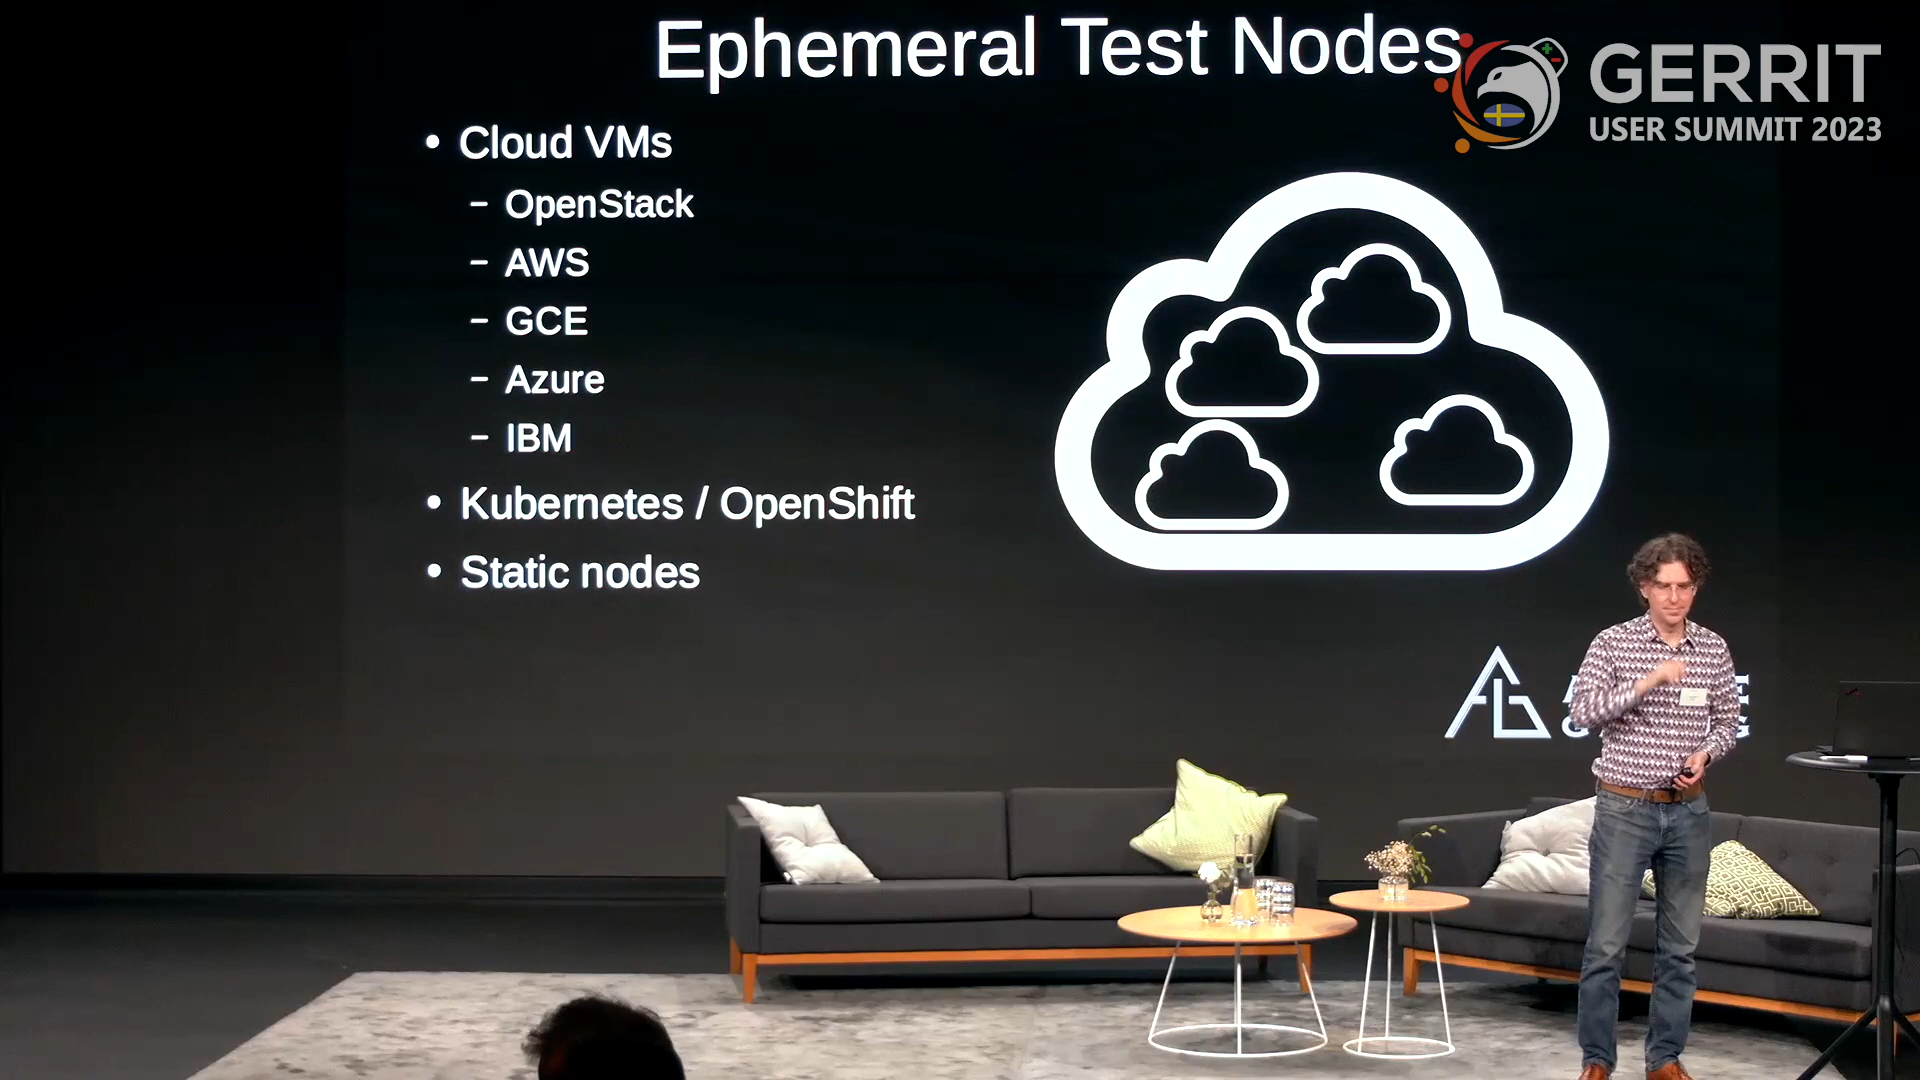 Ephemeral Test Nodes
GERRIT
USER SUMMIT 2023
• Cloud VMs
– OpenStack
– AWS
– GCE
– Azure
– IBM
• Kubernetes / OpenShift
• Static nodes